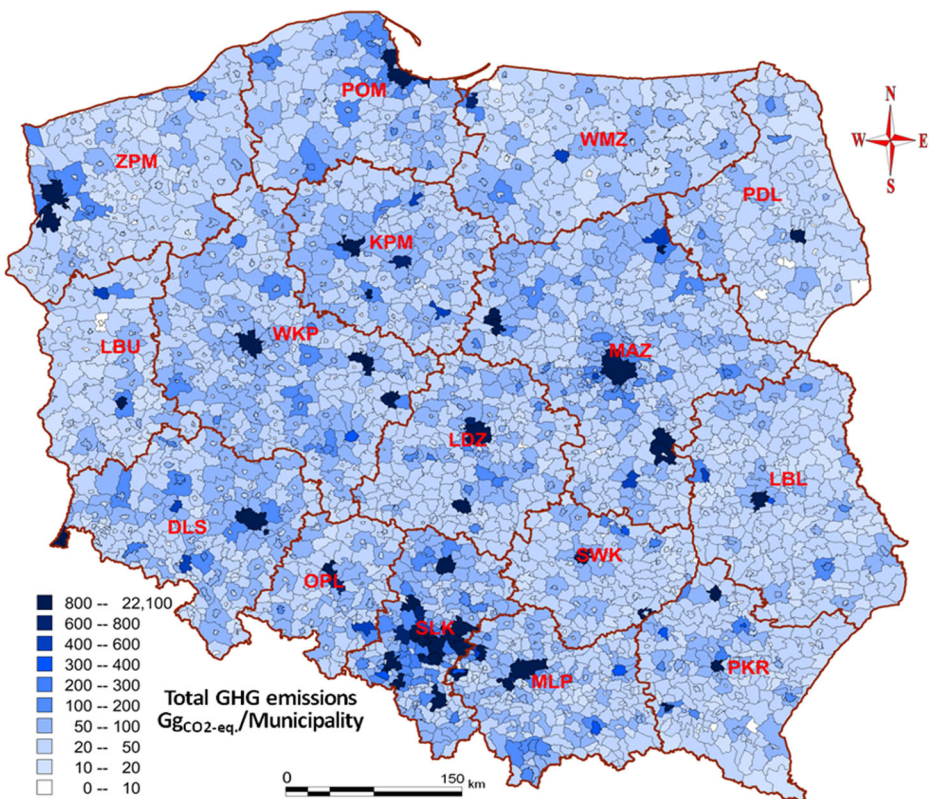 N
W E
S
POM
WMZ
ZPM
PDL
KPM
WKP
LBU
MAZ
LDZ
LBL
DLS
SWK
OPL
SLK
PKR
MLP
800 -- 22,100
600 -- 800
400 -- 600
300 -- 400
200 -- 300
100 -- 200
50 -- 100
20 -- 50
10 -- 20
0 -- 10
Total GHG emissions
GgCO2-eq./Municipality
0 150 km